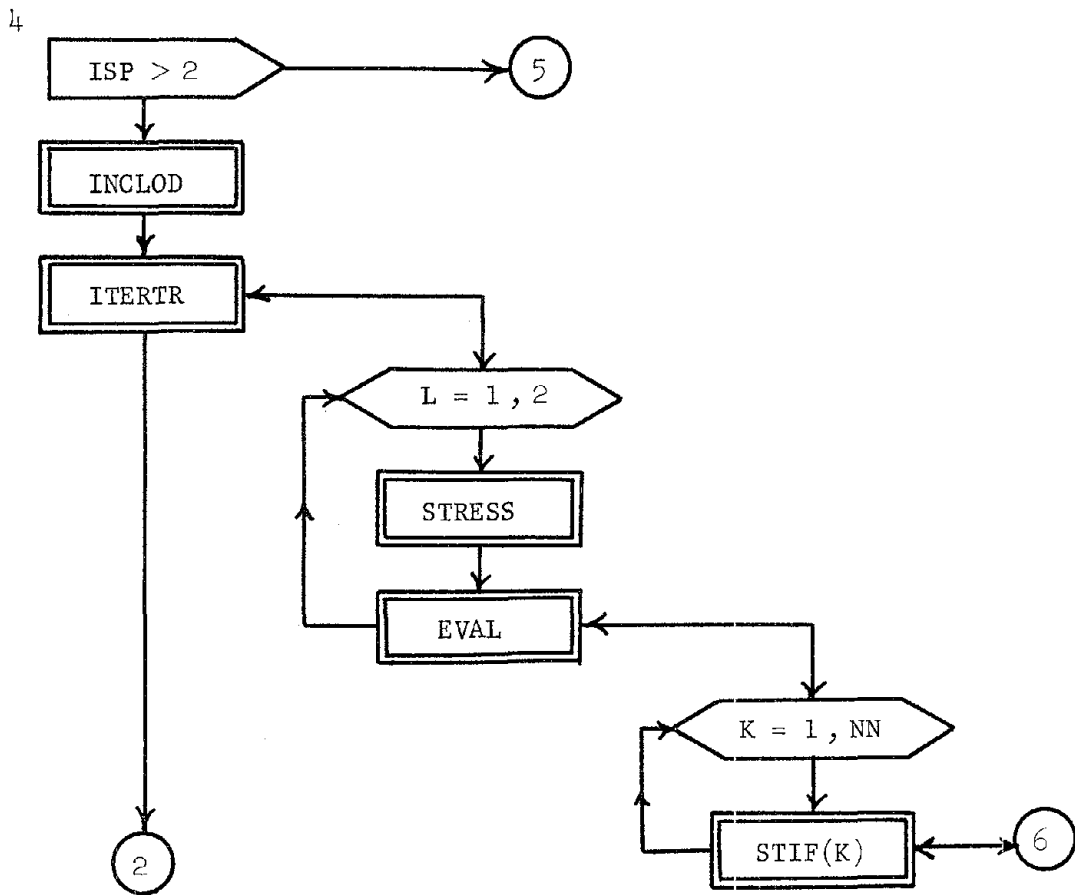 4
ISP > 2
5
INCLOD
ITERTR
L = 1 , 2
STRESS
EVAL
K = 1 , NN
STIF(K)
6
2